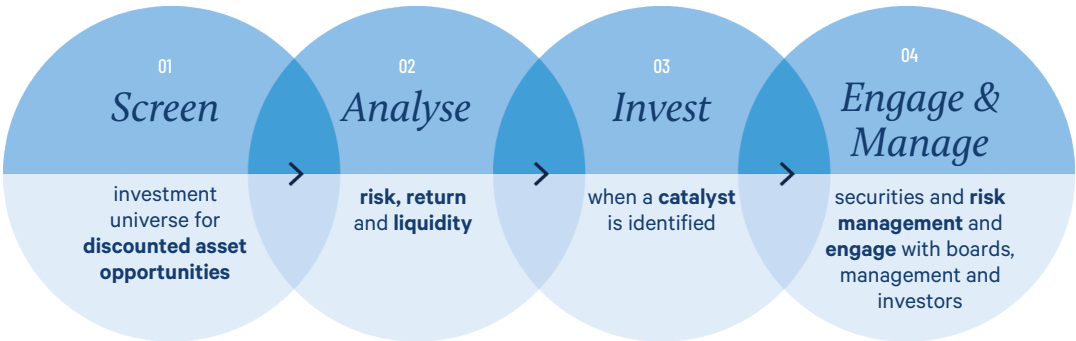 01
Screen
investment
universe for
discounted asset
opportunities
02
Analyse
risk, return
and liquidity
03
Invest
when a catalyst
is identified
04
Engage &
Manage
securities and risk
management and
engage with boards,
management and
investors